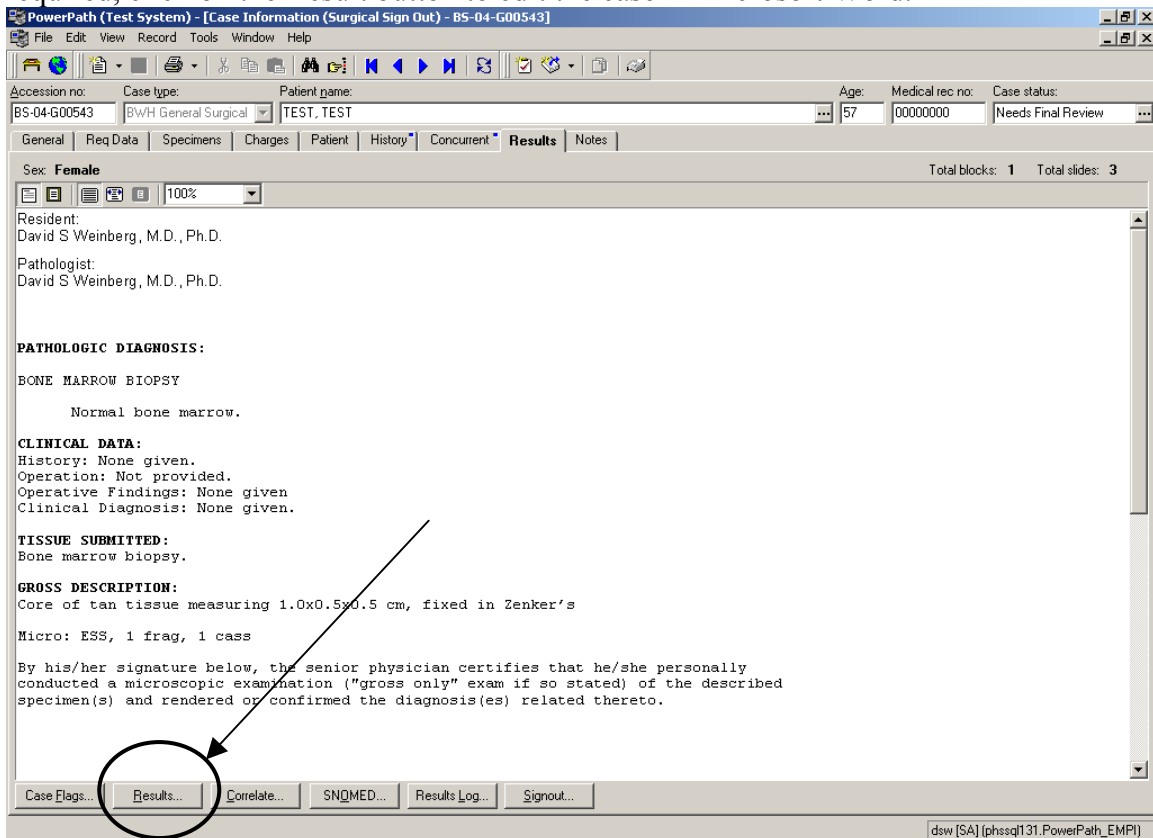 PowerPath (Test System) - [Case Information (Surgical Sign Out) - BS-04-G00543]
File Edit View Record Tools Window Help
Accession no: Case type: Patient name: Age: Medical rec no: Case status:
BS-04-G00543 BWH General Surgical TEST, TEST ... 57 00000000 Needs Final Review ...
General Req Data Specimens Charges Patient History Concurrent Results Notes
Sex: Female Total blocks: 1 Total slides: 3
100%
Resident:
David S Weinberg, M.D., Ph.D.
Pathologist:
David S Weinberg, M.D., Ph.D.
PATHOLOGIC DIAGNOSIS:
BONE MARROW BIOPSY
Normal bone marrow.
CLINICAL DATA:
History: None given.
Operation: Not provided.
Operative Findings: None given
Clinical Diagnosis: None given.
TISSUE SUBMITTED:
Bone marrow biopsy.
GROSS DESCRIPTION:
Core of tan tissue measuring 1.0x0.5x0.5 cm, fixed in Zenker's
Micro: ESS, 1 frag, 1 cass
By his/her signature below, the senior physician certifies that he/she personally
conducted a microscopic examination ("gross only" exam if so stated) of the described
specimen(s) and rendered or confirmed the diagnosis(es) related thereto.
Case Flags... Results... Correlate... SNOMED... Results Log... Signout...
dsw [SA] (phssql131.PowerPath_EMPI)